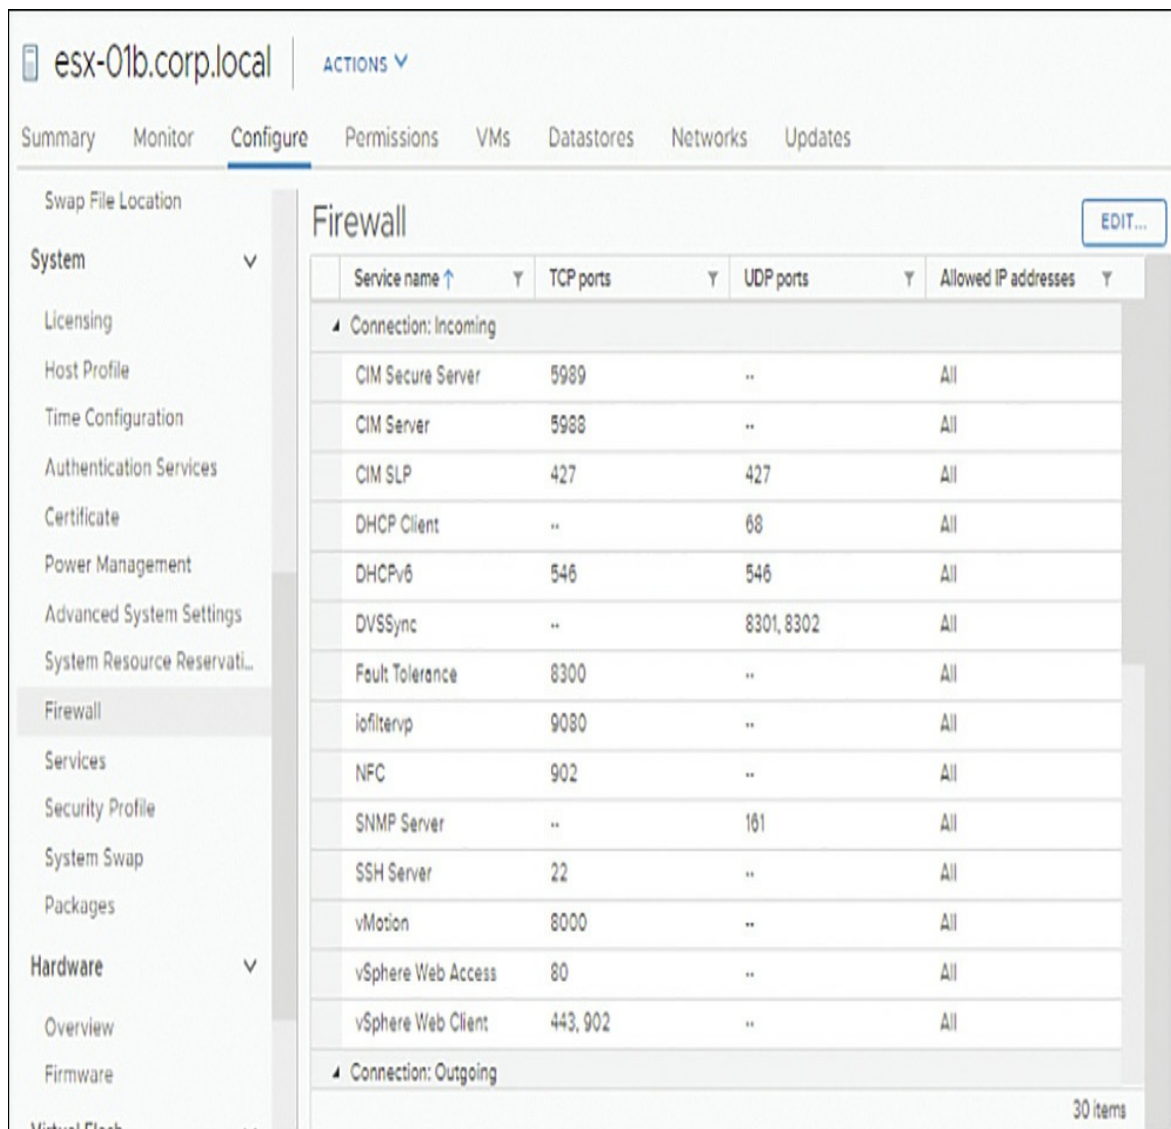 esx-01b.corp.local ACTIONS
Summary Monitor Configure Permissions VMs Datastores Networks Updates
Swap File Location
System
Licensing
Host Profile
Time Configuration
Authentication Services
Certificate
Power Management
Advanced System Settings
System Resource Reservati...
Firewall
Services
Security Profile
System Swap
Packages
Hardware
Overview
Firmware
Virtual Flash
Firewall EDIT...
Service name TCP ports UDP ports Allowed IP addresses
Connection: Incoming
CIM Secure Server 5989 -- All
CIM Server 5988 -- All
CIM SLP 427 427 All
DHCP Client -- 68 All
DHCPv6 546 546 All
DVSSync -- 8301, 8302 All
Fault Tolerance 8300 -- All
iofiltervp 9080 -- All
NFC 902 -- All
SNMP Server -- 161 All
SSH Server 22 -- All
vMotion 8000 -- All
vSphere Web Access 80 -- All
vSphere Web Client 443, 902 -- All
Connection: Outgoing
30 items